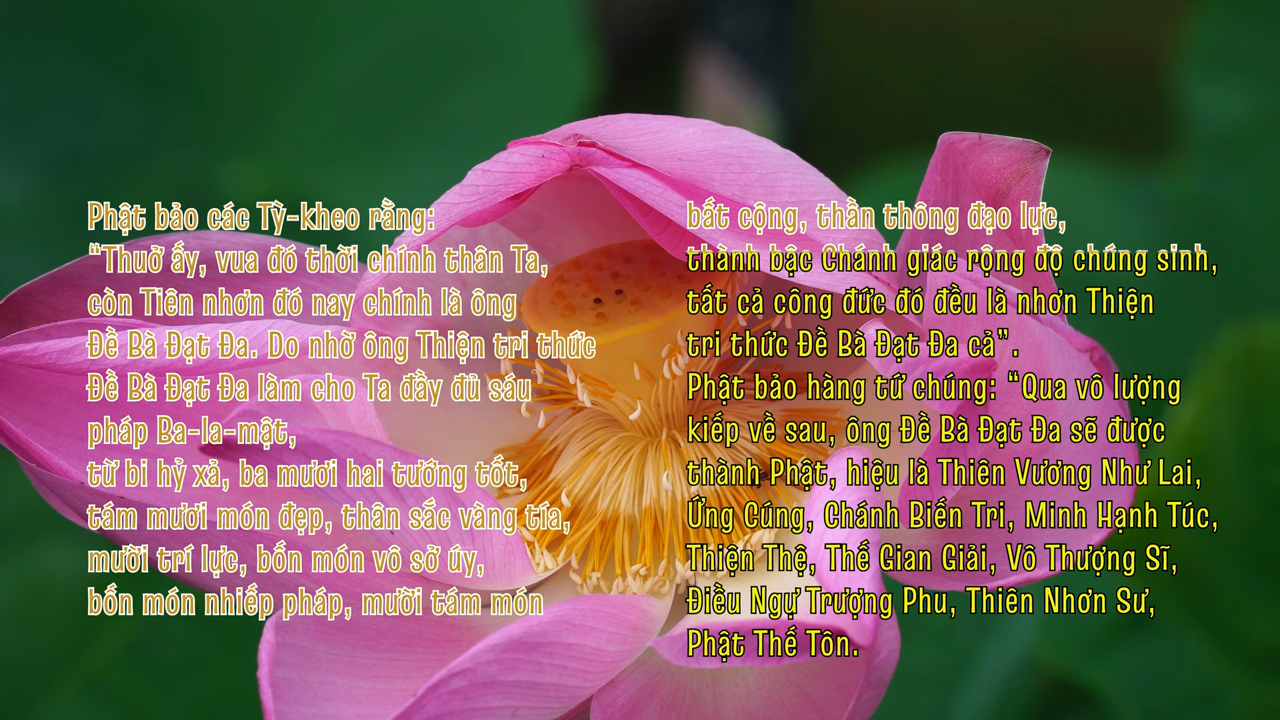 Phật bảo các Tỳ-kheo rằng:
“Thuở ấy, vua đó thời chính thân Ta,
còn Tiên nhơn đó nay chính là ông
Đề Bà Đạt Đa. Do nhờ ông Thiện tri thức
Đề Bà Đạt Đa làm cho Ta đầy đủ sáu
pháp Ba-la-mật,
từ bi hỷ xả, ba mươi hai tướng tốt,
tám mươi món đẹp, thân sắc vàng tía,
mười trí lực, bốn món vô sở úy,
bốn món nhiếp pháp, mười tám món
bất cộng, thần thông đạo lực,
thành bậc Chánh giác rộng độ chúng sinh,
tất cả công đức đó đều là nhơn Thiện
tri thức Đề Bà Đạt Đa cả”.
Phật bảo hàng tứ chúng: “Qua vô lượng
kiếp về sau, ông Đề Bà Đạt Đa sẽ được
thành Phật, hiệu là Thiên Vương Như Lai,
Ứng Cúng, Chánh Biến Tri, Minh Hạnh Túc,
Thiện Thệ, Thế Gian Giải, Vô Thượng Sĩ,
Điều Ngự Trượng Phu, Thiên Nhơn Sư,
Phật Thế Tôn.